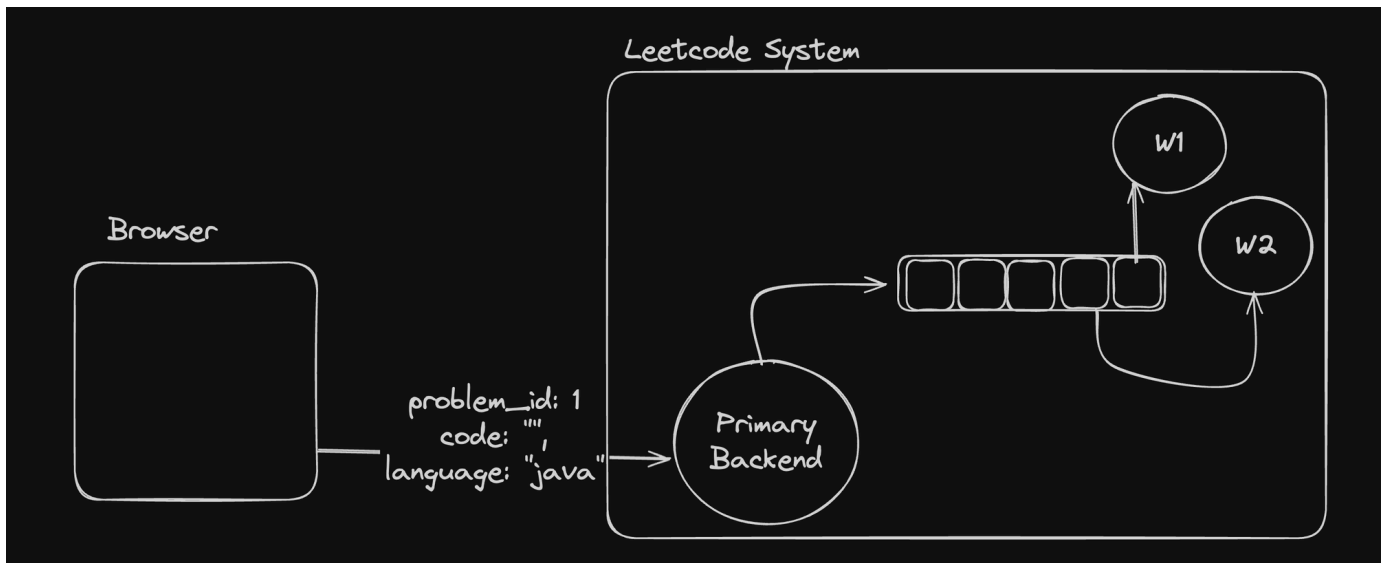 Leetcode System
W1
Browser
W2
problem_id: 1
code: "",
language: "java"
Primary
Backend